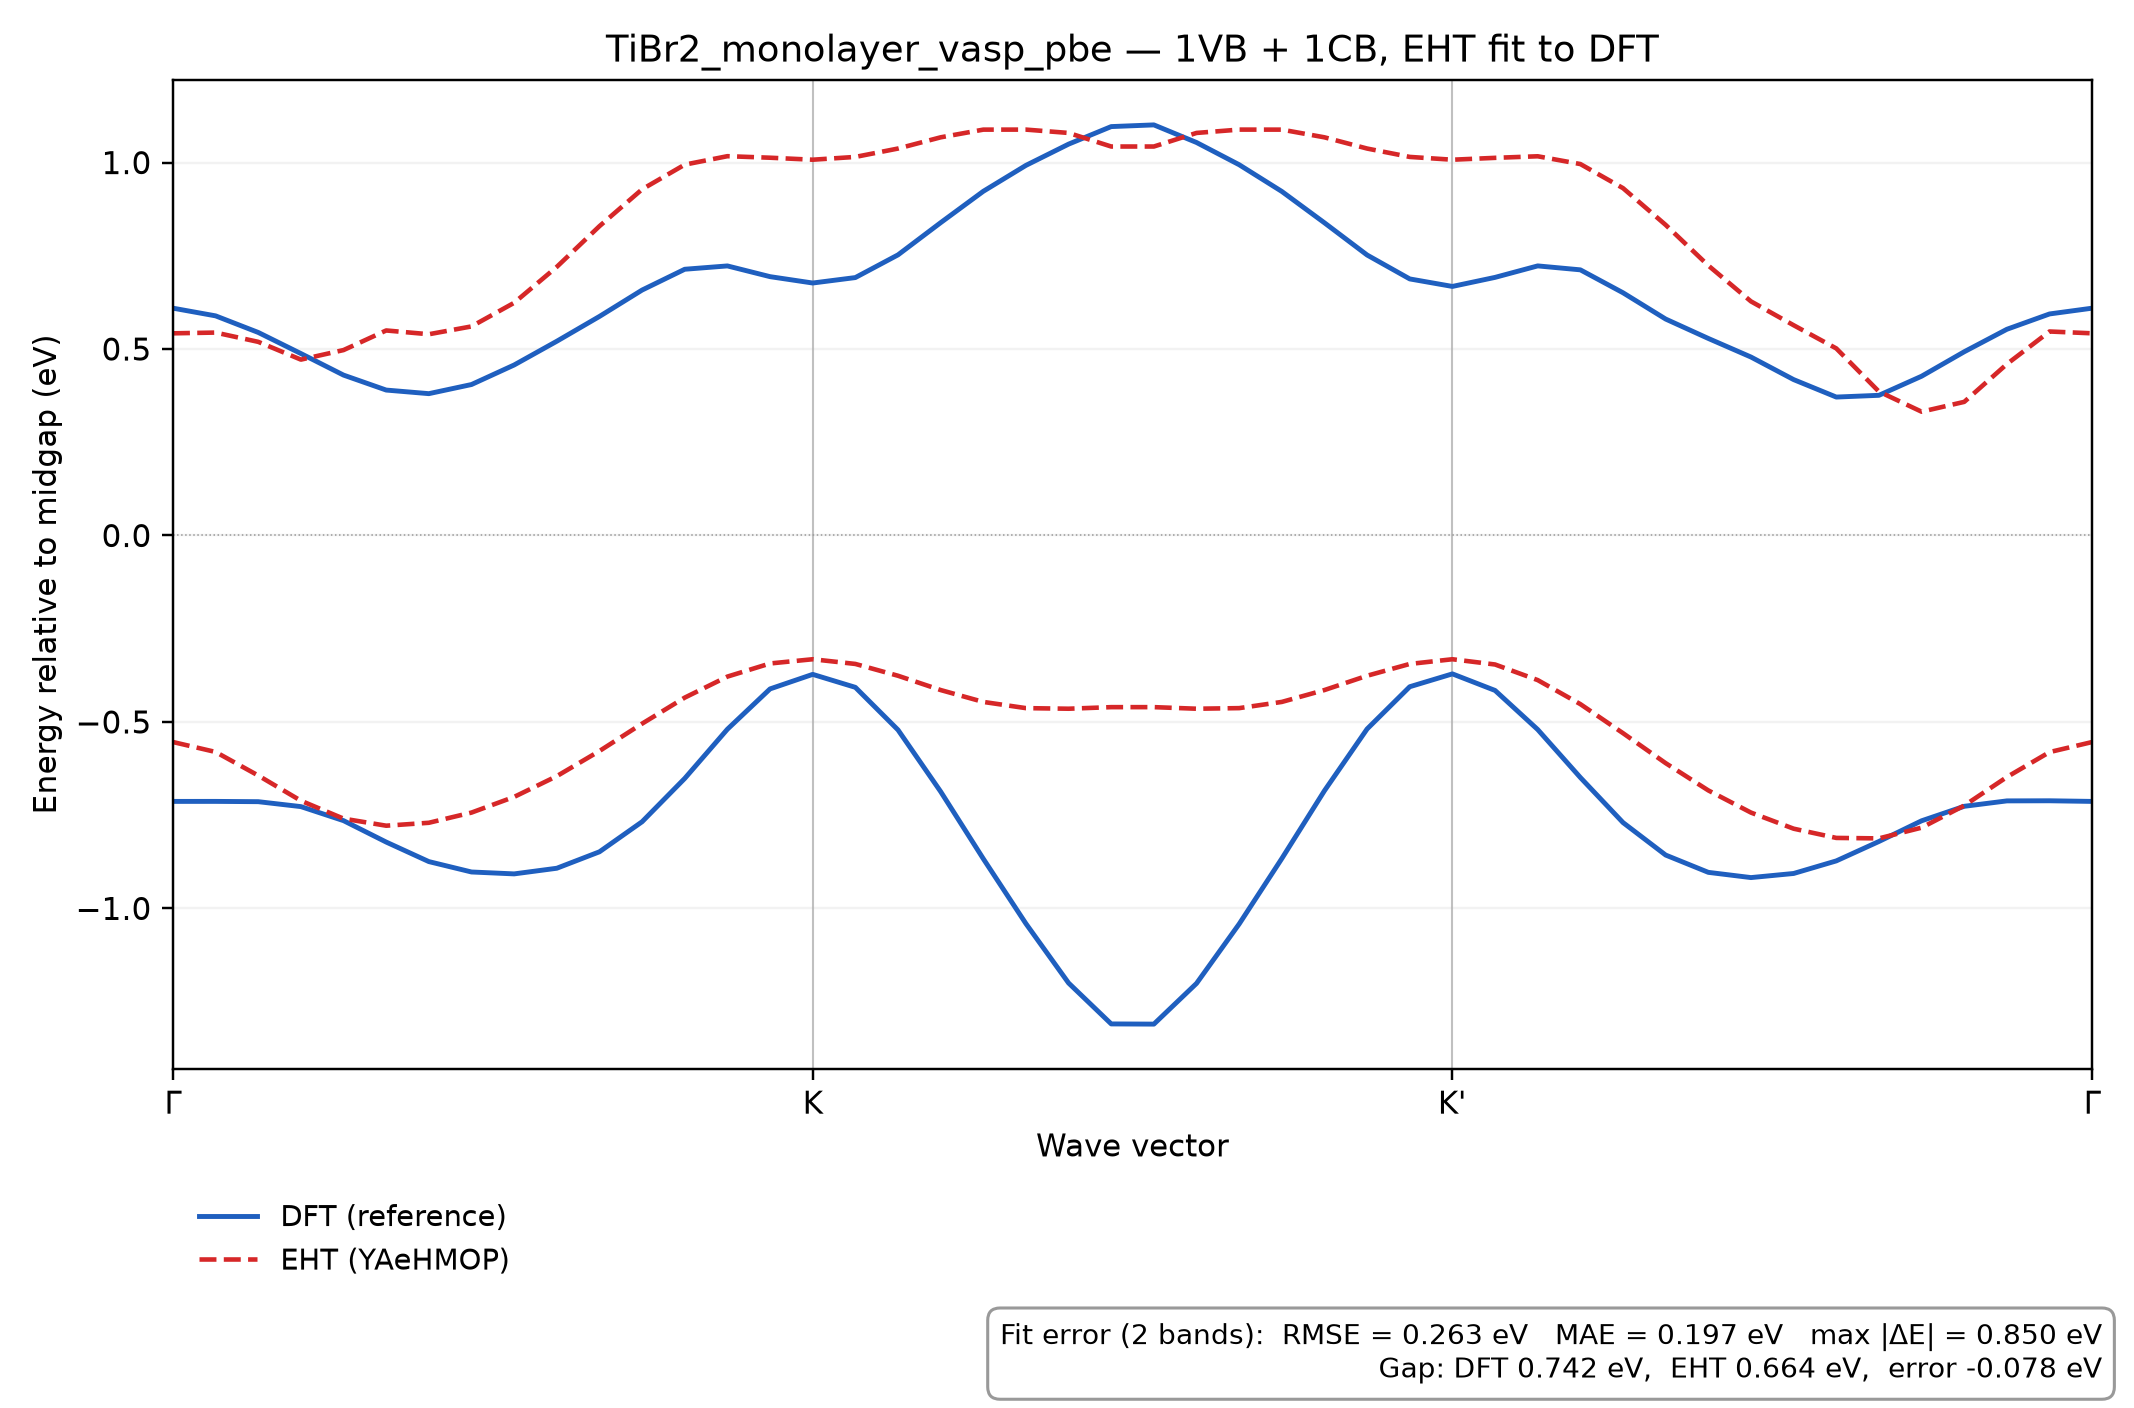 TiBr2_monolayer_vasp_pbe — 1VB + 1CB, EHT fit to DFT
Energy relative to midgap (eV)
1.0
0.5
0.0
−0.5
−1.0
Γ K K' Γ
Wave vector
DFT (reference)
EHT (YAeHMOP)
Fit error (2 bands): RMSE = 0.263 eV MAE = 0.197 eV max |ΔE| = 0.850 eV
Gap: DFT 0.742 eV, EHT 0.664 eV, error -0.078 eV